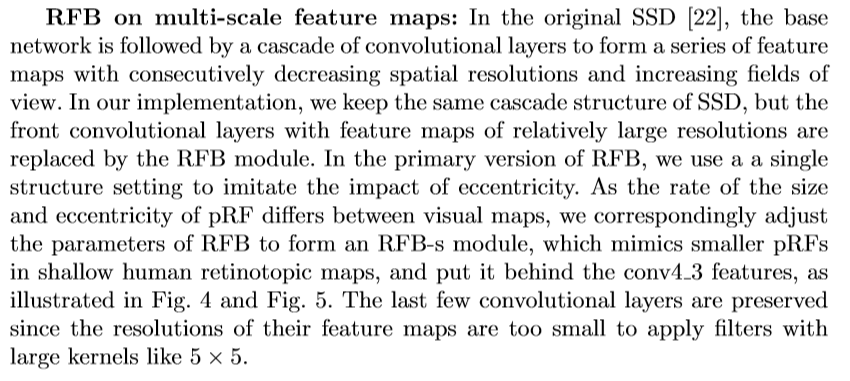 RFB on multi-scale feature maps: In the original SSD [22], the base
network is followed by a cascade of convolutional layers to form a series of feature
maps with consecutively decreasing spatial resolutions and increasing fields of
view. In our implementation, we keep the same cascade structure of SSD, but the
front convolutional layers with feature maps of relatively large resolutions are
replaced by the RFB module. In the primary version of RFB, we use a a single
structure setting to imitate the impact of eccentricity. As the rate of the size
and eccentricity of pRF differs between visual maps, we correspondingly adjust
the parameters of RFB to form an RFB-s module, which mimics smaller pRFs
in shallow human retinotopic maps, and put it behind the conv4_3 features, as
illustrated in Fig. 4 and Fig. 5. The last few convolutional layers are preserved
since the resolutions of their feature maps are too small to apply filters with
large kernels like 5 × 5.